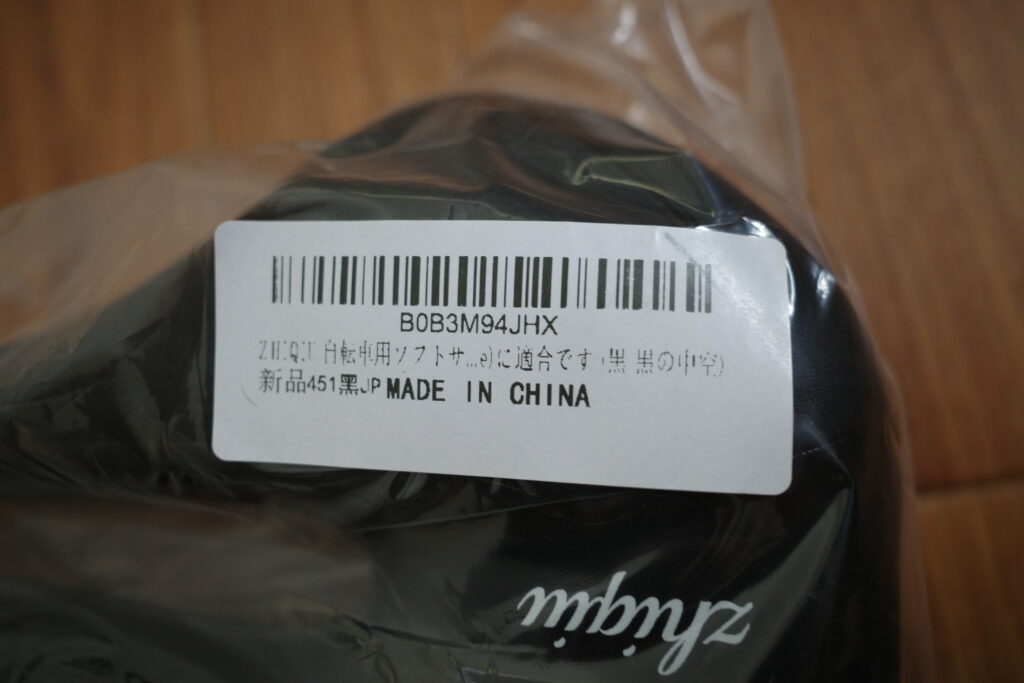 B0B3M94JHX
ZHIQIU 自転車用ソフトサ...e)に適合です (黒 黒の中空)
新品451黒JP MADE IN CHINA
zhiqiu